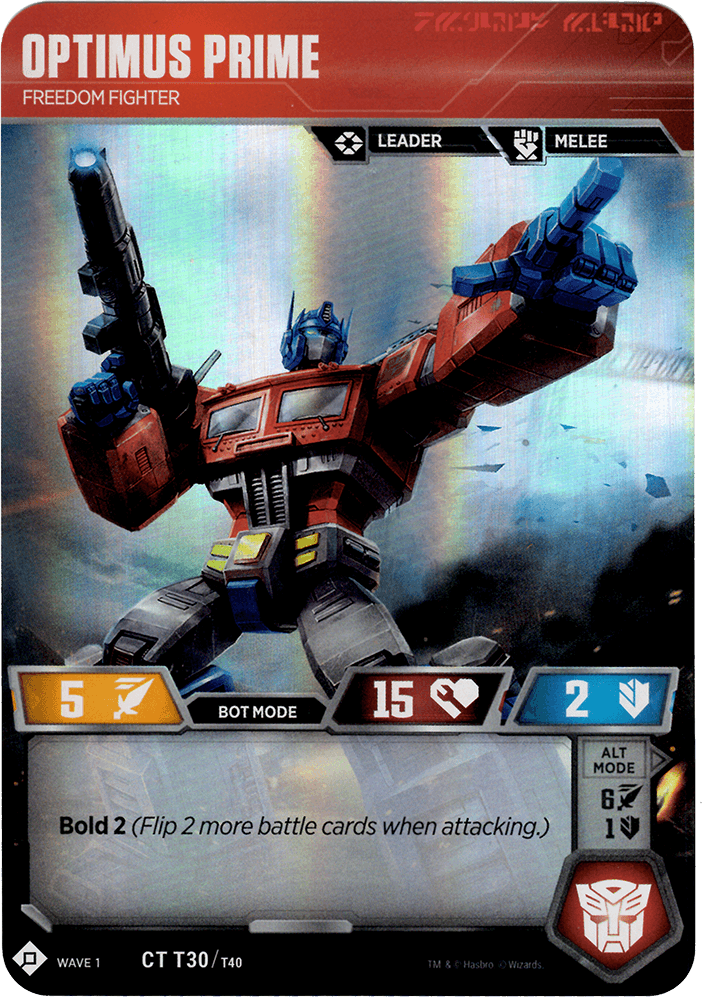 OPTIMUS PRIME
FREEDOM FIGHTER
LEADER
MELEE
5
BOT MODE
15
2
ALT
MODE
6
1
Bold 2 (Flip 2 more battle cards when attacking.)
WAVE 1
CT T30/T40
TM & © Hasbro. © Wizards.